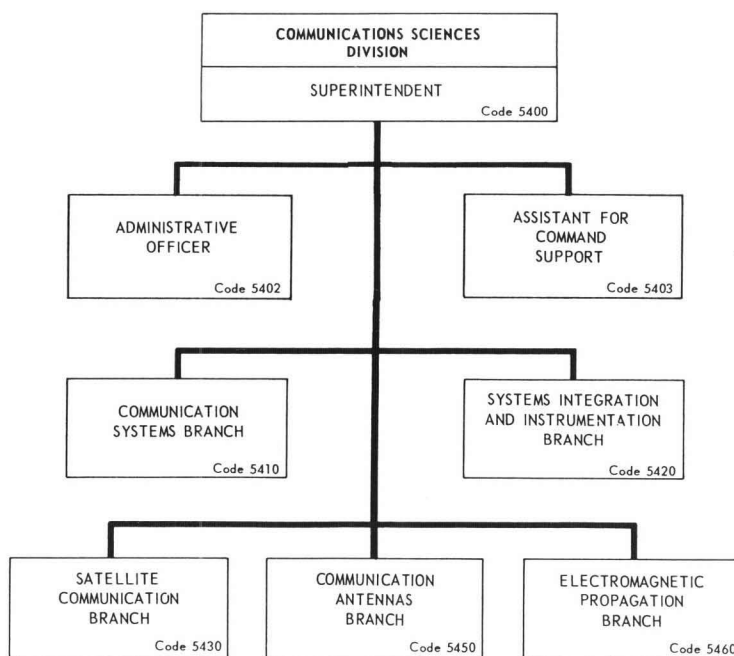 COMMUNICATIONS SCIENCES
DIVISION
SUPERINTENDENT
Code 5400
ADMINISTRATIVE
OFFICER
Code 5402
ASSISTANT FOR
COMMAND
SUPPORT
Code 5403
COMMUNICATION
SYSTEMS BRANCH
Code 5410
SYSTEMS INTEGRATION
AND INSTRUMENTATION
BRANCH
Code 5420
SATELLITE
COMMUNICATION
BRANCH
Code 5430
COMMUNICATION
ANTENNAS
BRANCH
Code 5450
ELECTROMAGNETIC
PROPAGATION
BRANCH
Code 5460